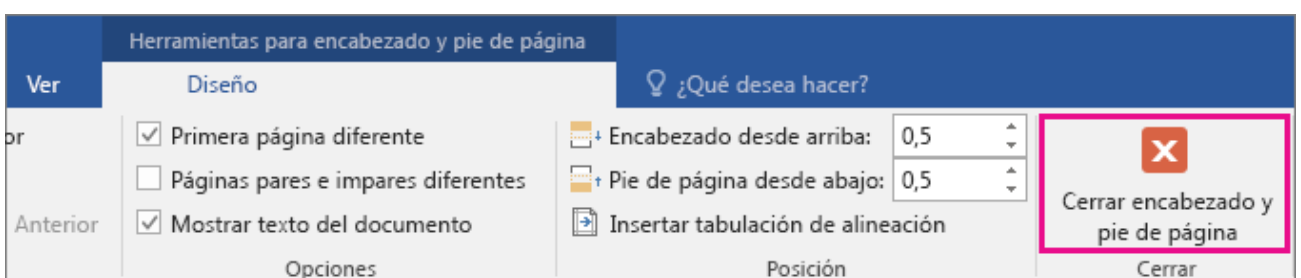 Herramientas para encabezado y pie de página
Ver
Diseño
¿Qué desea hacer?
or
Anterior
Primera página diferente
Páginas pares e impares diferentes
Mostrar texto del documento
Opciones
Encabezado desde arriba: 0,5
Pie de página desde abajo: 0,5
Insertar tabulación de alineación
Posición
Cerrar encabezado y
pie de página
Cerrar